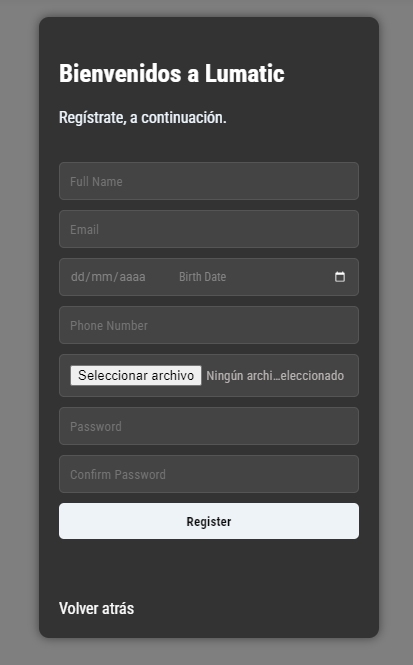 Bienvenidos a Lumatic
Regístrate, a continuación.
Full Name
Email
dd/mm/aaaa Birth Date
Phone Number
Seleccionar archivo Ningún archi...eleccionado
Password
Confirm Password
Register
Volver atrás